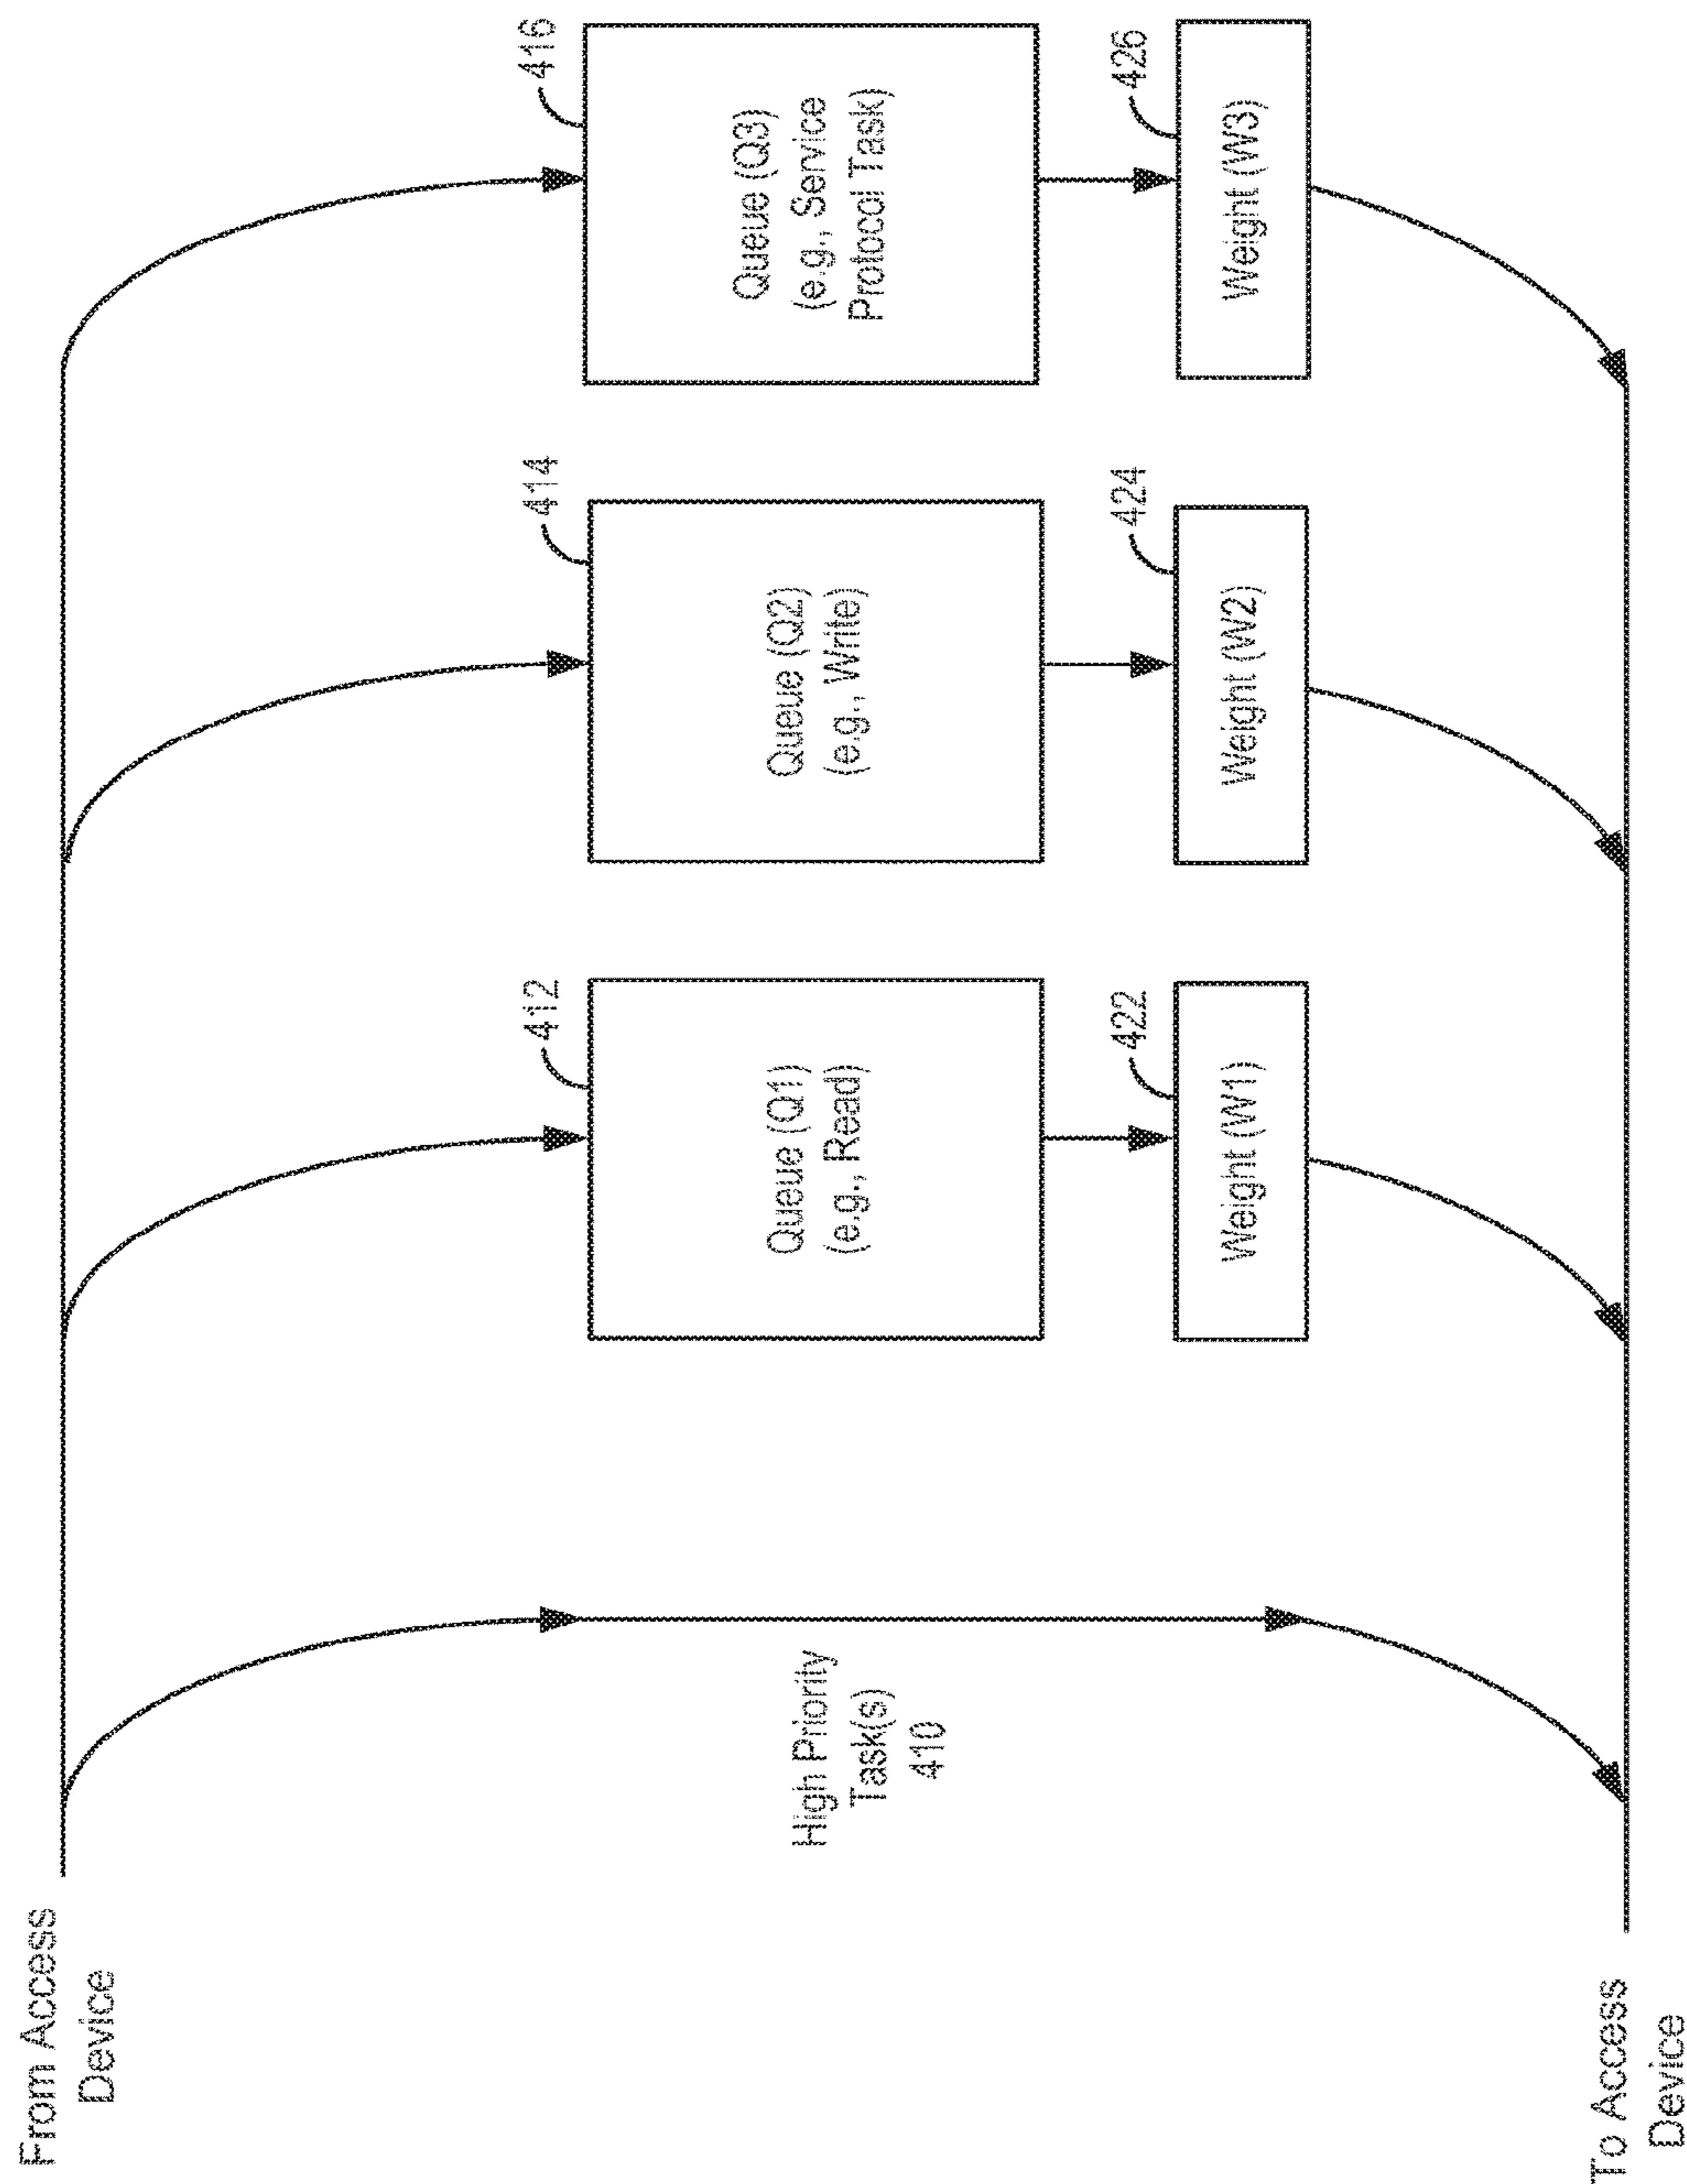 From Access
Device
High Priority
Task(s)
410
412
Queue (Q1)
(e.g., Read)
422
Weight (W1)
414
Queue (Q2)
(e.g., Write)
424
Weight (W2)
416
Queue (Q3)
(e.g., Service
Protocol Task)
426
Weight (W3)
To Access
Device